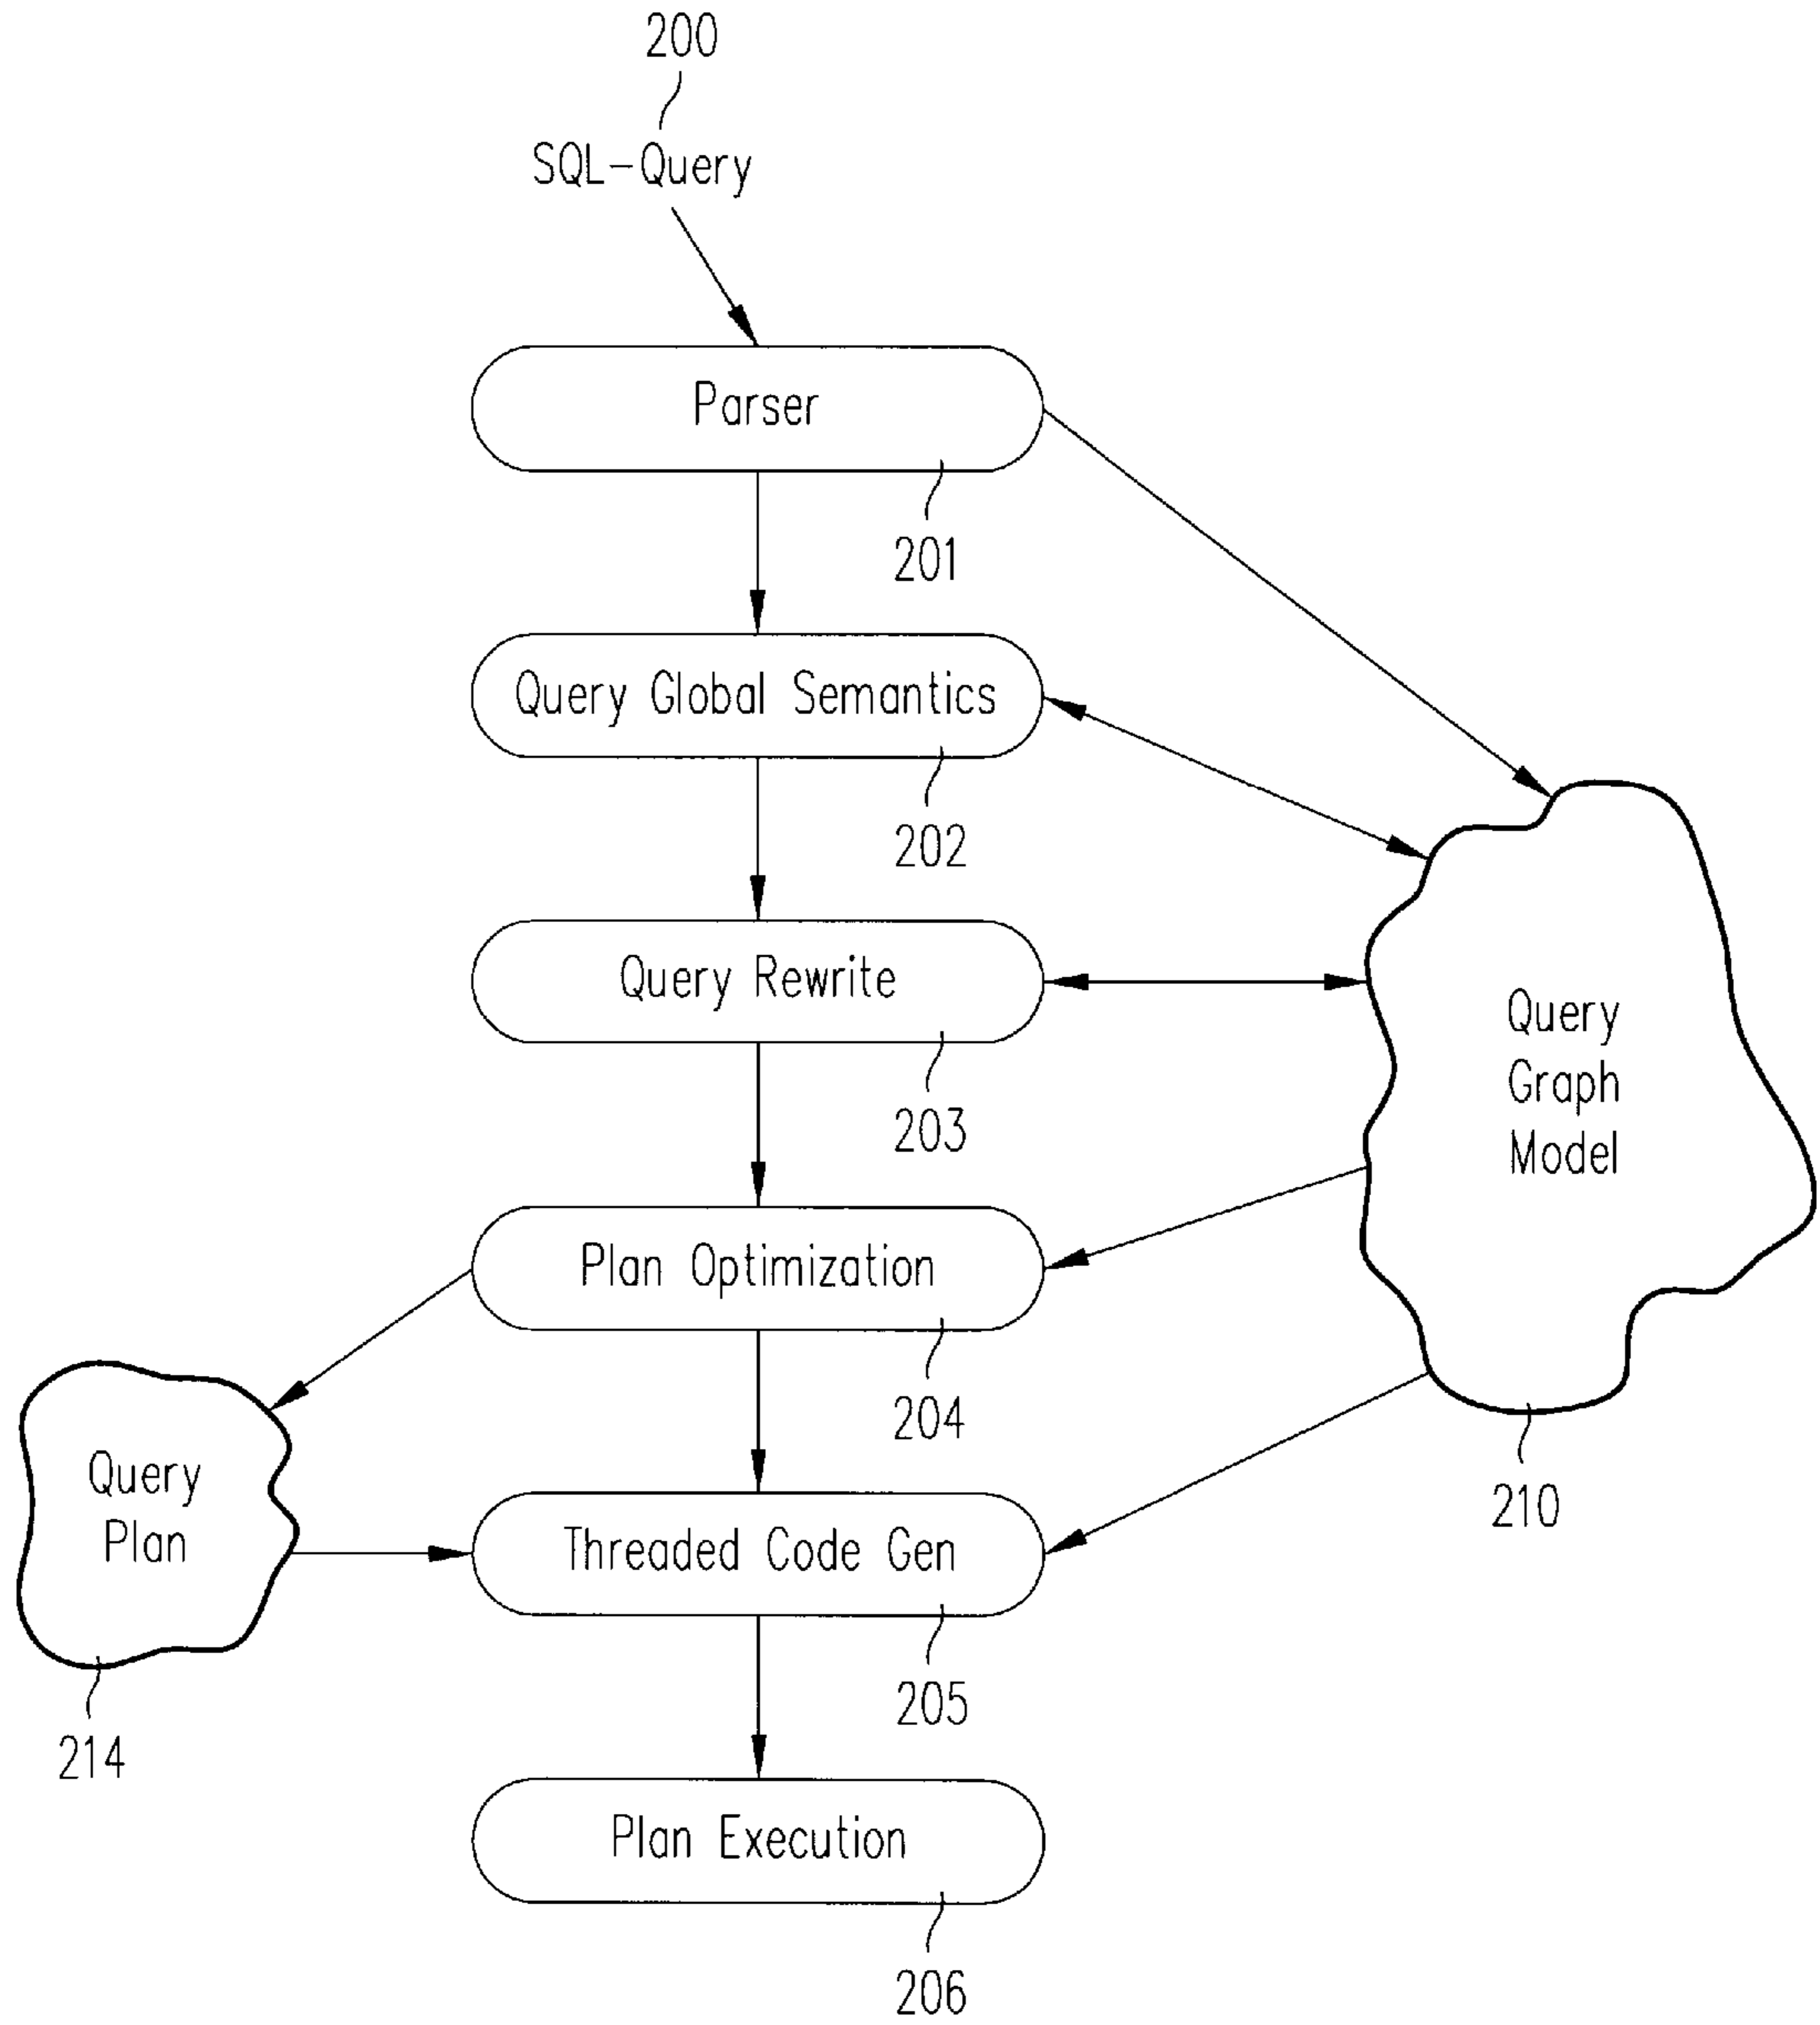 200
SQL-Query
Parser
201
Query Global Semantics
202
Query Rewrite
203
Query
Graph
Model
Plan Optimization
204
210
Query
Plan
Threaded Code Gen
205
214
Plan Execution
206